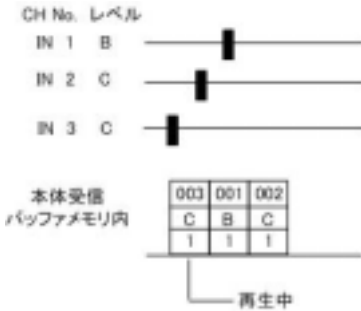 CH No. レベル
IN 1 B
IN 2 C
IN 3 C
本体受信 003 001 002
バッファメモリ内 C B C
1 1 1
再生中